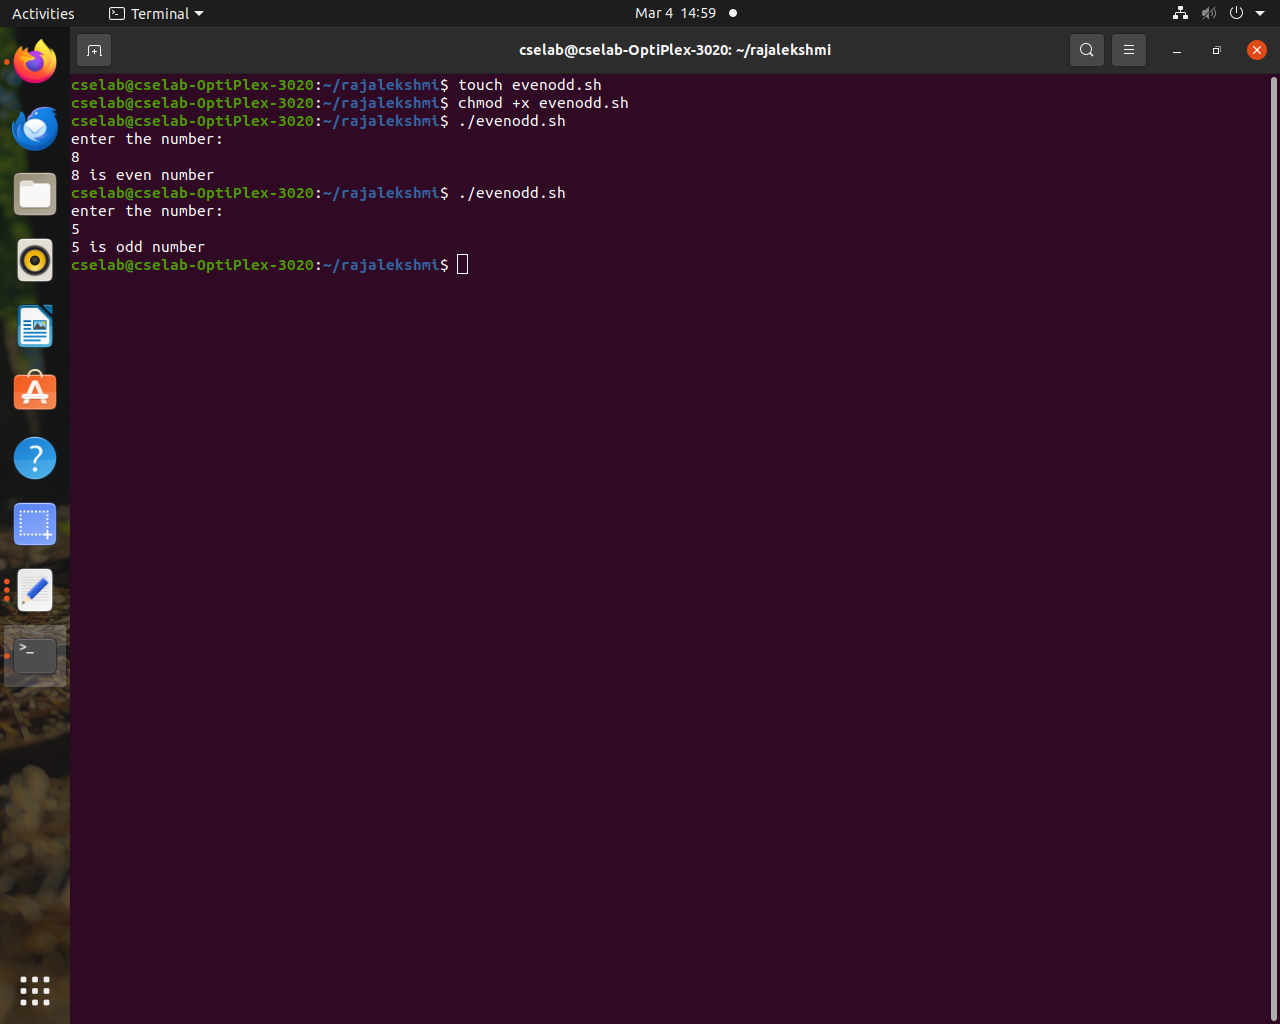 Activities Terminal Mar 4 14:59
cselab@cselab-OptiPlex-3020: ~/rajalekshmi
cselab@cselab-OptiPlex-3020:~/rajalekshmi$ touch evenodd.sh
cselab@cselab-OptiPlex-3020:~/rajalekshmi$ chmod +x evenodd.sh
cselab@cselab-OptiPlex-3020:~/rajalekshmi$ ./evenodd.sh
enter the number:
8
8 is even number
cselab@cselab-OptiPlex-3020:~/rajalekshmi$ ./evenodd.sh
enter the number:
5
5 is odd number
cselab@cselab-OptiPlex-3020:~/rajalekshmi$